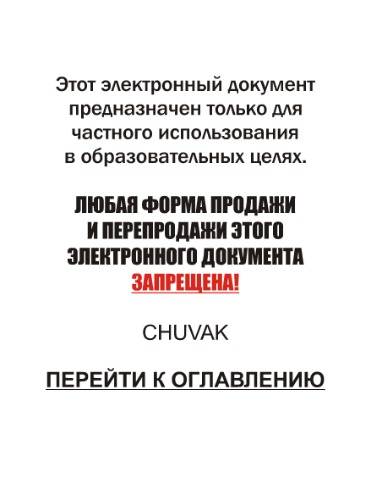 Этот электронный документ
предназначен только для
частного использования
в образовательных целях.
ЛЮБАЯ ФОРМА ПРОДАЖИ
И ПЕРЕПРОДАЖИ ЭТОГО
ЭЛЕКТРОННОГО ДОКУМЕНТА
ЗАПРЕЩЕНА!
CHUVAK
ПЕРЕЙТИ К ОГЛАВЛЕНИЮ